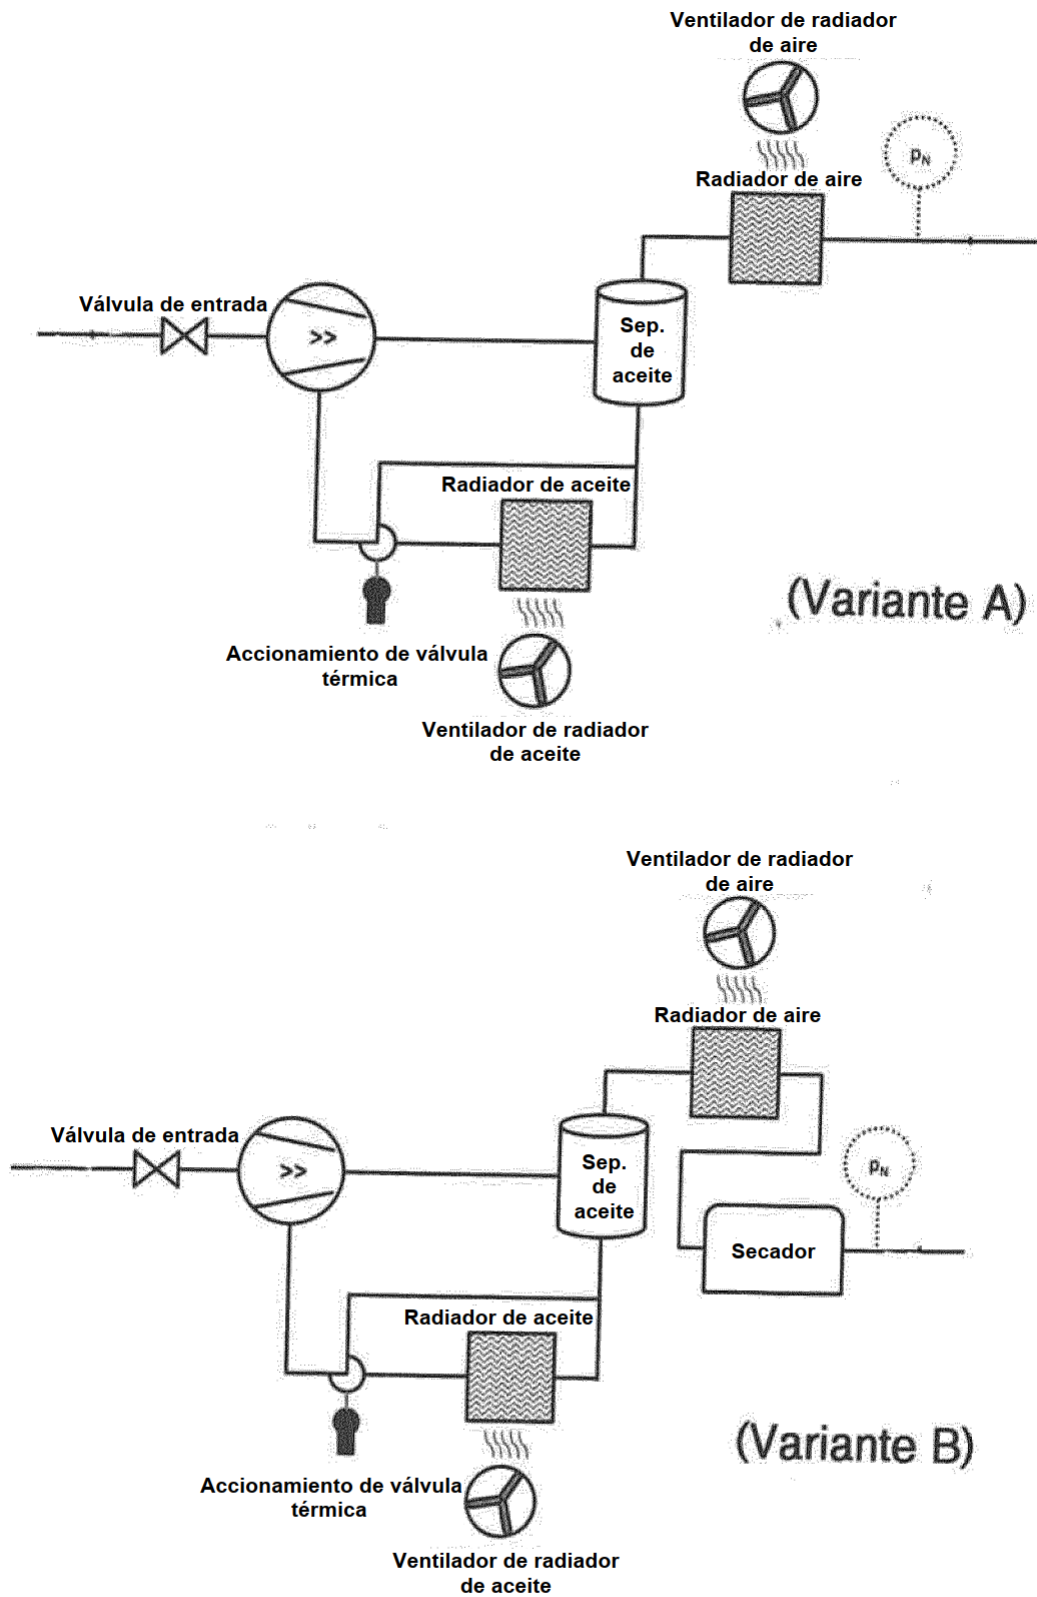 Ventilador de radiador
de aire
pN
Radiador de aire
Válvula de entrada
>>
Sep.
de
aceite
Radiador de aceite
(Variante A)
Accionamiento de válvula
térmica
Ventilador de radiador
de aceite
Ventilador de radiador
de aire
Radiador de aire
Válvula de entrada
>>
Sep.
de
aceite
pN
Secador
Radiador de aceite
(Variante B)
Accionamiento de válvula
térmica
Ventilador de radiador
de aceite